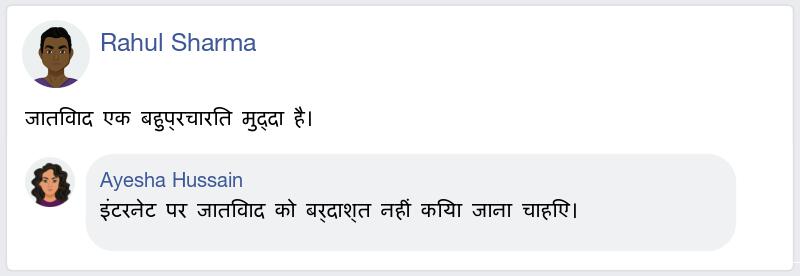 Rahul Sharma
जातिवाद एक बहुप्रचारित मुद्दा है।
Ayesha Hussain
इंटरनेट पर जातिवाद को बर्दाश्त नहीं किया जाना चाहिए।